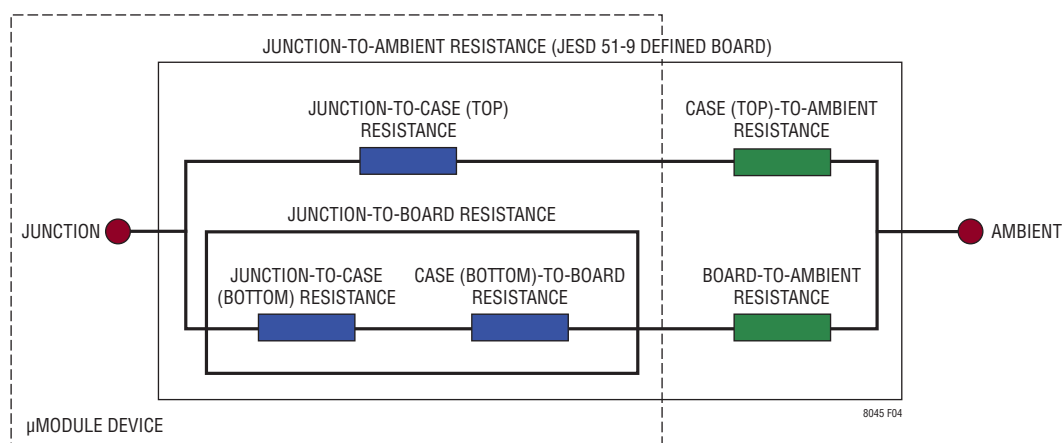 JUNCTION-TO-AMBIENT RESISTANCE (JESD 51-9 DEFINED BOARD)
JUNCTION-TO-CASE (TOP)
RESISTANCE
CASE (TOP)-TO-AMBIENT
RESISTANCE
JUNCTION-TO-BOARD RESISTANCE
JUNCTION
AMBIENT
JUNCTION-TO-CASE
(BOTTOM) RESISTANCE
CASE (BOTTOM)-TO-BOARD
RESISTANCE
BOARD-TO-AMBIENT
RESISTANCE
8045 F04
µMODULE DEVICE